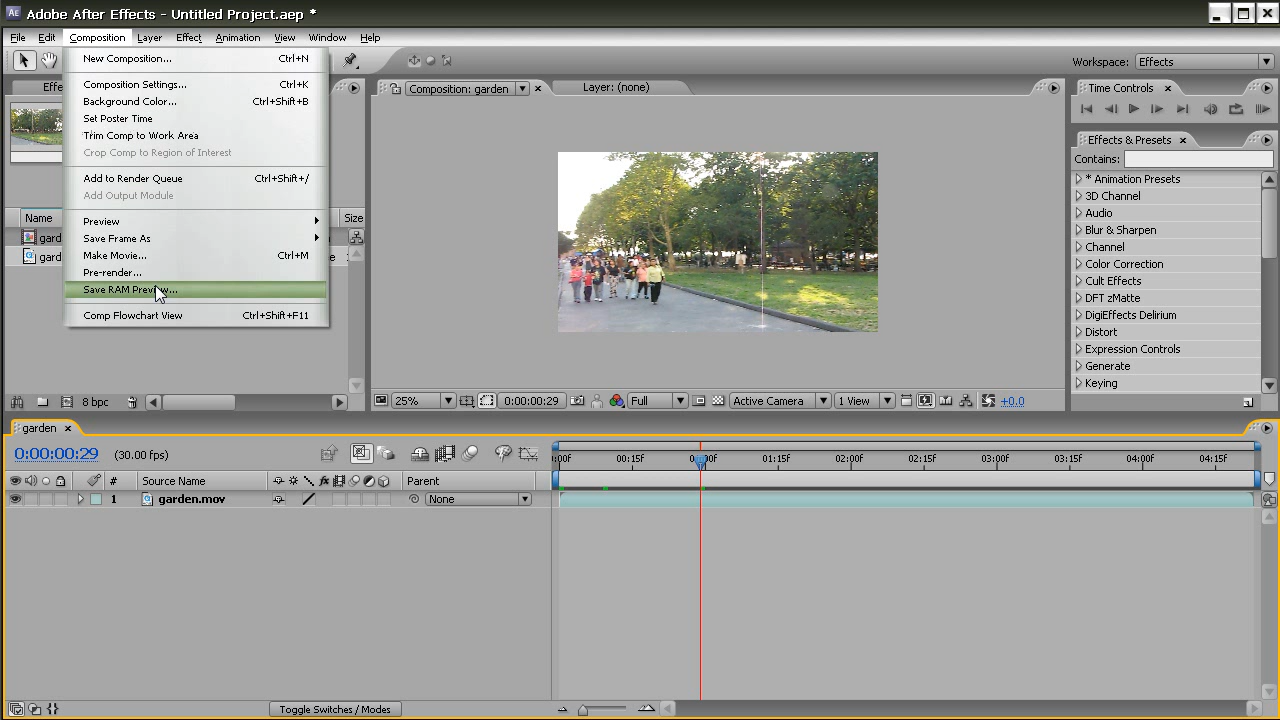 Adobe After Effects - Untitled Project.aep *
File Edit Composition Layer Effect Animation View Window Help
Workspace: Effects
New Composition... Ctrl+N
Composition Settings... Ctrl+K
Background Color... Ctrl+Shift+B
Set Poster Time
Trim Comp to Work Area
Crop Comp to Region of Interest
Add to Render Queue Ctrl+Shift+/
Add Output Module
Preview
Save Frame As
Make Movie... Ctrl+M
Pre-render...
Save RAM Preview...
Comp Flowchart View Ctrl+Shift+F11
Effe
Name Size
gard
gard
8 bpc
Composition: garden Layer: (none)
25% 0:00:00:29 Full Active Camera 1 View +0.0
Time Controls
Effects & Presets
Contains:
* Animation Presets
3D Channel
Audio
Blur & Sharpen
Channel
Color Correction
Cult Effects
DFT zMatte
DigiEffects Delirium
Distort
Expression Controls
Generate
Keying
garden
0:00:00:29 (30.00 fps)
:00f 00:15f 0:00f 01:15f 02:00f 02:15f 03:00f 03:15f 04:00f 04:15f
# Source Name Parent
1 garden.mov None
Toggle Switches / Modes